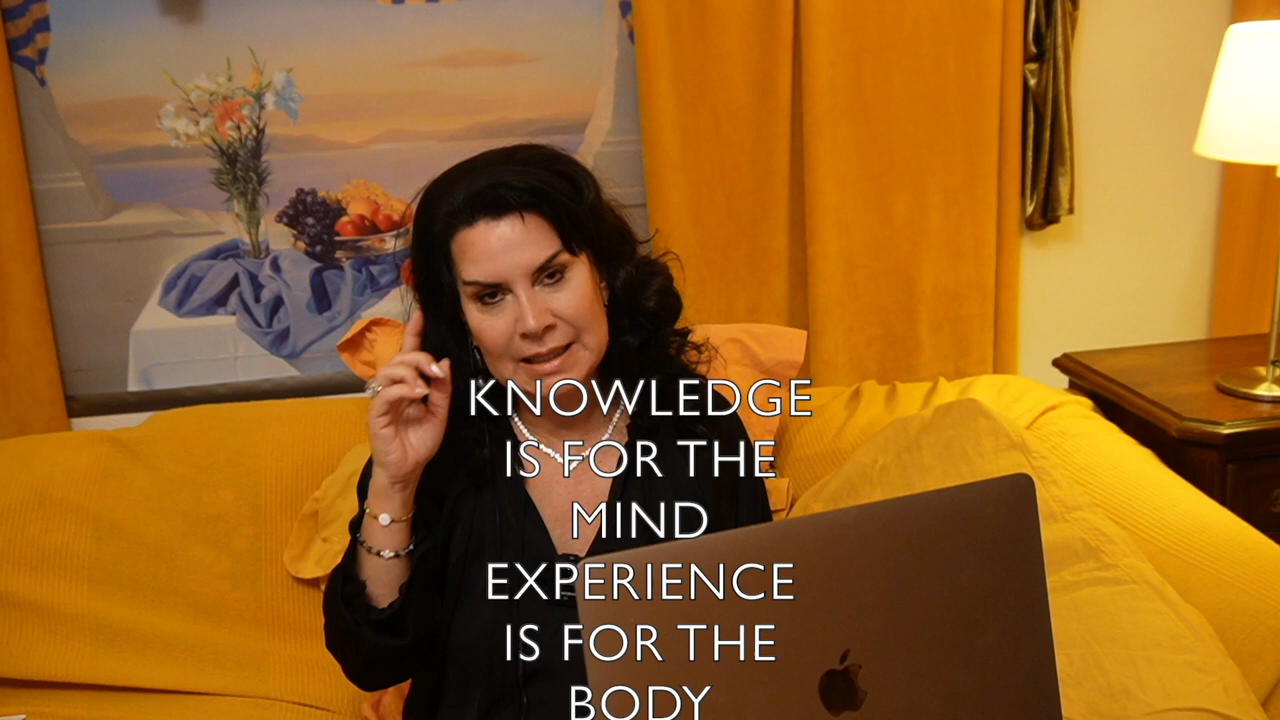 KNOWLEDGE
IS FOR THE
MIND
EXPERIENCE
IS FOR THE
BODY